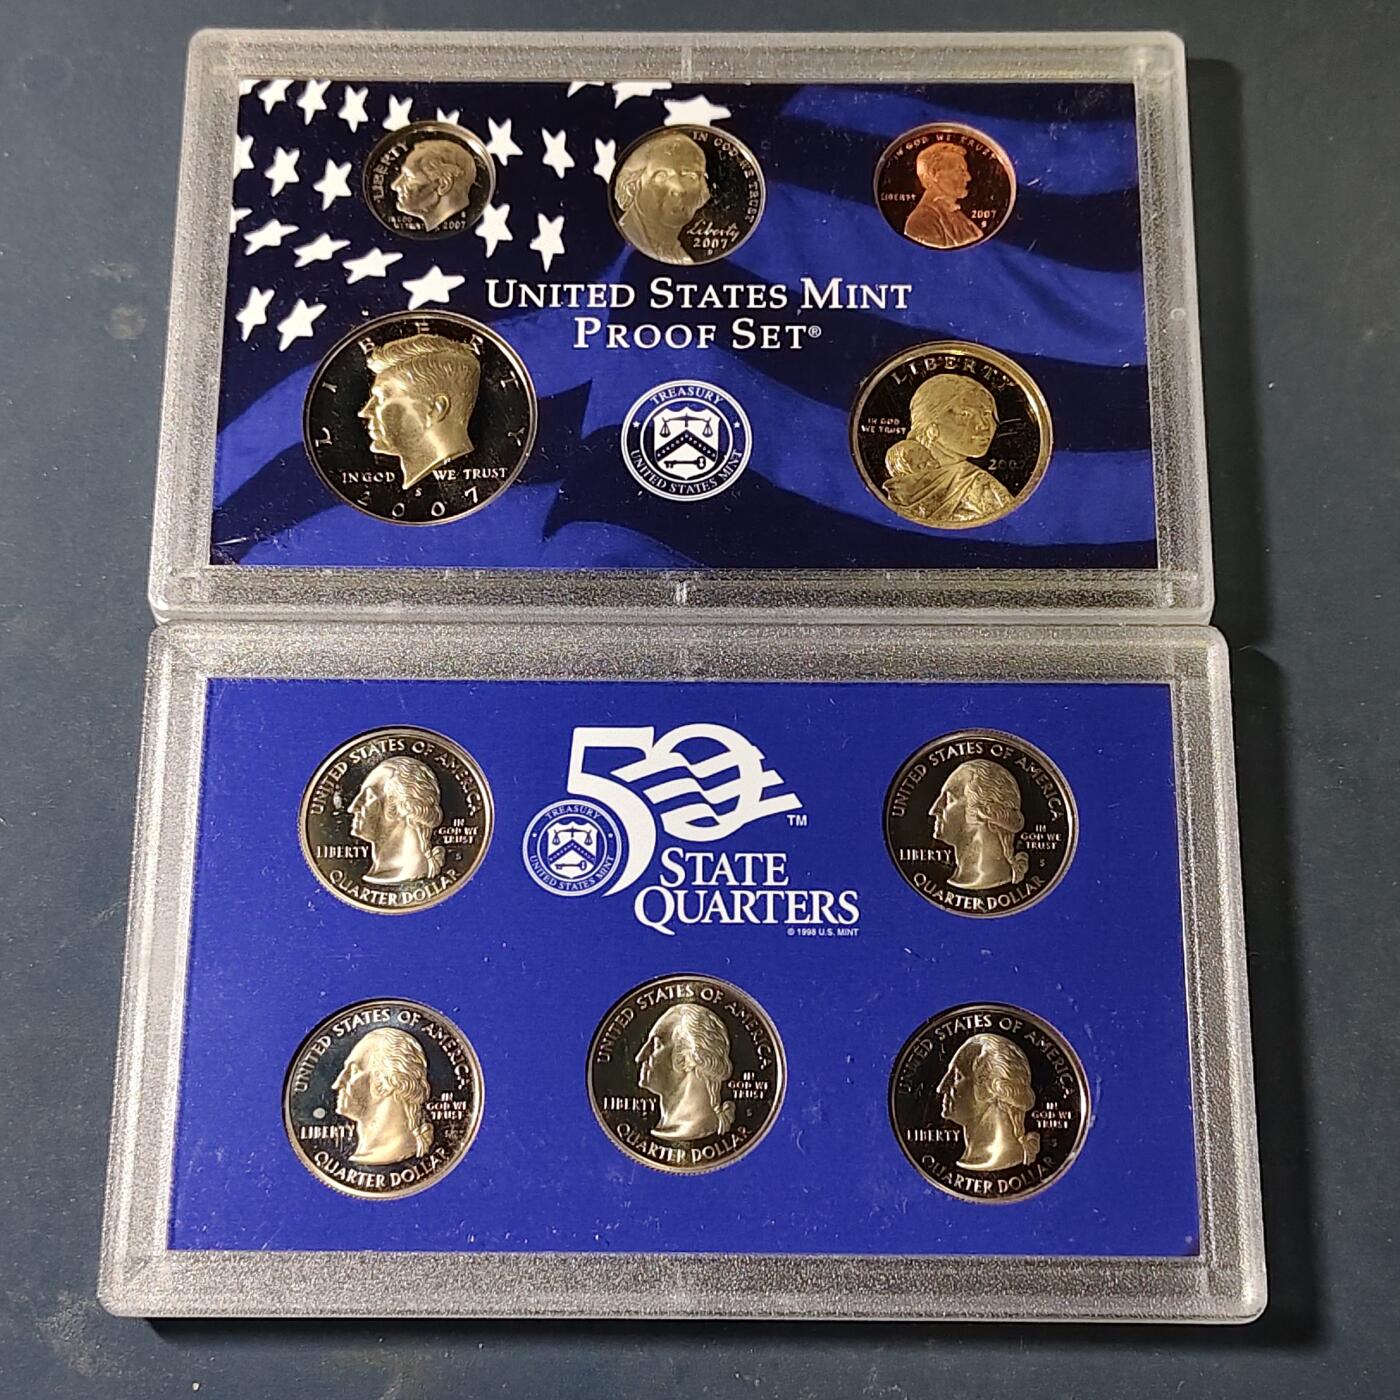 LIBERTY
IN GOD
2007
IN GOD WE TRUST
Liberty
2007
S
IN GOD WE TRUST
LIBERTY
2007
S
UNITED STATES MINT
PROOF SET®
LIBERTY
IN GOD WE TRUST
S
2007
TREASURY
UNITED STATES MINT
LIBERTY
IN GOD
WE TRUST
2007
50
TM
STATE
QUARTERS
© 1998 U.S. MINT
TREASURY
UNITED STATES MINT
UNITED STATES OF AMERICA
IN
GOD WE
TRUST
LIBERTY
S
QUARTER DOLLAR
UNITED STATES OF AMERICA
IN
GOD WE
TRUST
LIBERTY
S
QUARTER DOLLAR
UNITED STATES OF AMERICA
IN
GOD WE
TRUST
LIBERTY
QUARTER DOLLAR
UNITED STATES OF AMERICA
IN
GOD WE
TRUST
LIBERTY
S
QUARTER DOLLAR
UNITED STATES OF AMERICA
IN
GOD WE
TRUST
LIBERTY
S
QUARTER DOLLAR